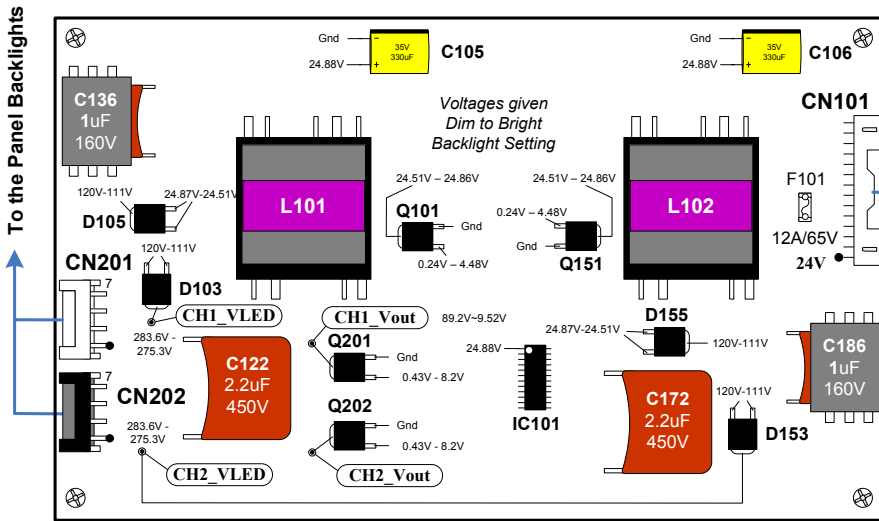 To the Panel Backlights
Gnd
24.88V
−
+
35V
330uF
C105
Gnd
24.88V
−
+
35V
330uF
C106
CN101
C136
1uF
160V
Voltages given
Dim to Bright
Backlight Setting
120V-111V
24.87V-24.51V
D105
L101
24.51V – 24.86V
Q101
Gnd
0.24V – 4.48V
24.51V – 24.86V
0.24V – 4.48V
Gnd
Q151
L102
F101
12A/65V
24V
120V-111V
D103
CN201
7
CH1_VLED
283.6V -
275.3V
CH1_Vout
89.2V~9.52V
Q201
Gnd
0.43V - 8.2V
C122
2.2uF
450V
24.88V
IC101
D155
24.87V-24.51V
120V-111V
C186
1uF
160V
7
CN202
283.6V -
275.3V
CH2_VLED
Q202
Gnd
0.43V - 8.2V
CH2_Vout
C172
2.2uF
450V
120V-111V
D153